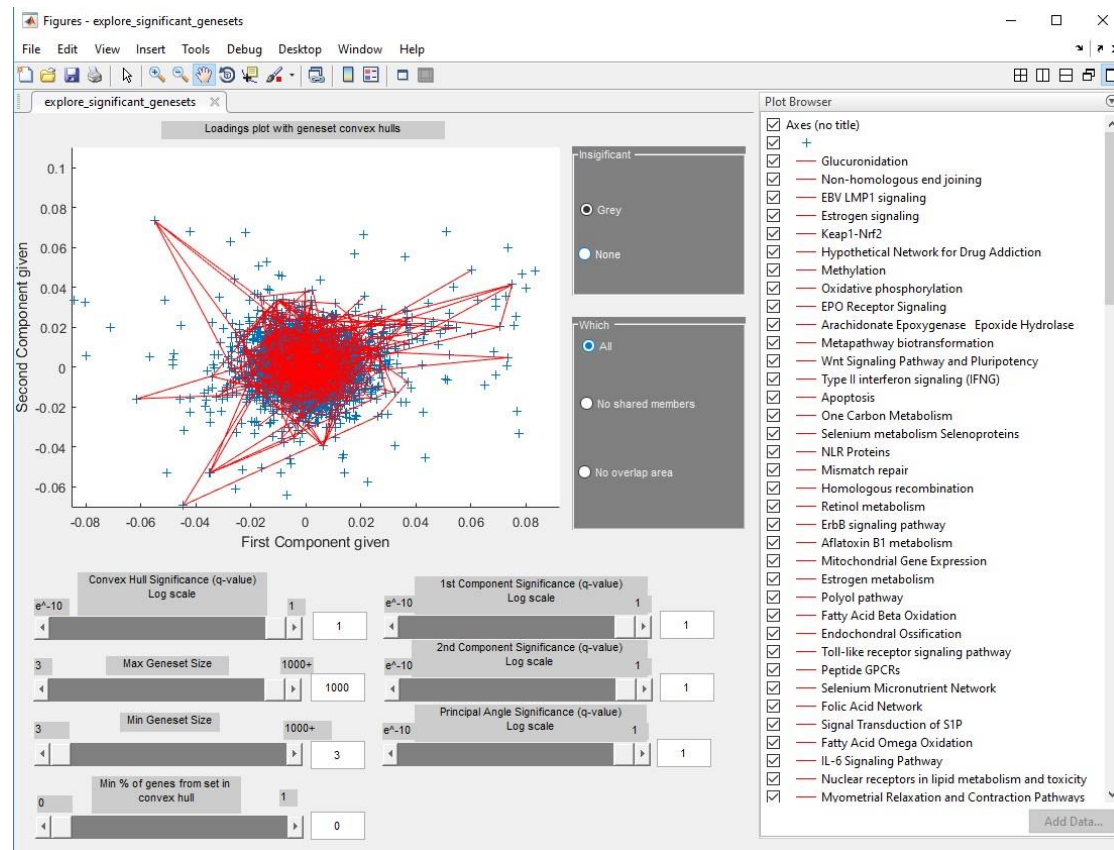 Figures - explore_significant_genesets
File Edit View Insert Tools Debug Desktop Window Help
explore_significant_genesets
Loadings plot with geneset convex hulls
0.1
0.08
0.06
0.04
0.02
0
-0.02
-0.04
-0.06
Second Component given
-0.08 -0.06 -0.04 -0.02 0 0.02 0.04 0.06 0.08
First Component given
Insigificant
Grey
None
Which
All
No shared members
No overlap area
Convex Hull Significance (q-value)
Log scale
e^-10 1
1
3 Max Geneset Size 1000+
1000
3 Min Geneset Size 1000+
3
Min % of genes from set in
convex hull
0 1
0
1st Component Significance (q-value)
Log scale
e^-10 1
1
2nd Component Significance (q-value)
Log scale
e^-10 1
1
Principal Angle Significance (q-value)
Log scale
e^-10 1
1
Plot Browser
Axes (no title)
Glucuronidation
Non-homologous end joining
EBV LMP1 signaling
Estrogen signaling
Keap1-Nrf2
Hypothetical Network for Drug Addiction
Methylation
Oxidative phosphorylation
EPO Receptor Signaling
Arachidonate Epoxygenase Epoxide Hydrolase
Metapathway biotransformation
Wnt Signaling Pathway and Pluripotency
Type II interferon signaling (IFNG)
Apoptosis
One Carbon Metabolism
Selenium metabolism Selenoproteins
NLR Proteins
Mismatch repair
Homologous recombination
Retinol metabolism
ErbB signaling pathway
Aflatoxin B1 metabolism
Mitochondrial Gene Expression
Estrogen metabolism
Polyol pathway
Fatty Acid Beta Oxidation
Endochondral Ossification
Toll-like receptor signaling pathway
Peptide GPCRs
Selenium Micronutrient Network
Folic Acid Network
Signal Transduction of S1P
Fatty Acid Omega Oxidation
IL-6 Signaling Pathway
Nuclear receptors in lipid metabolism and toxicity
Myometrial Relaxation and Contraction Pathways
Add Data...